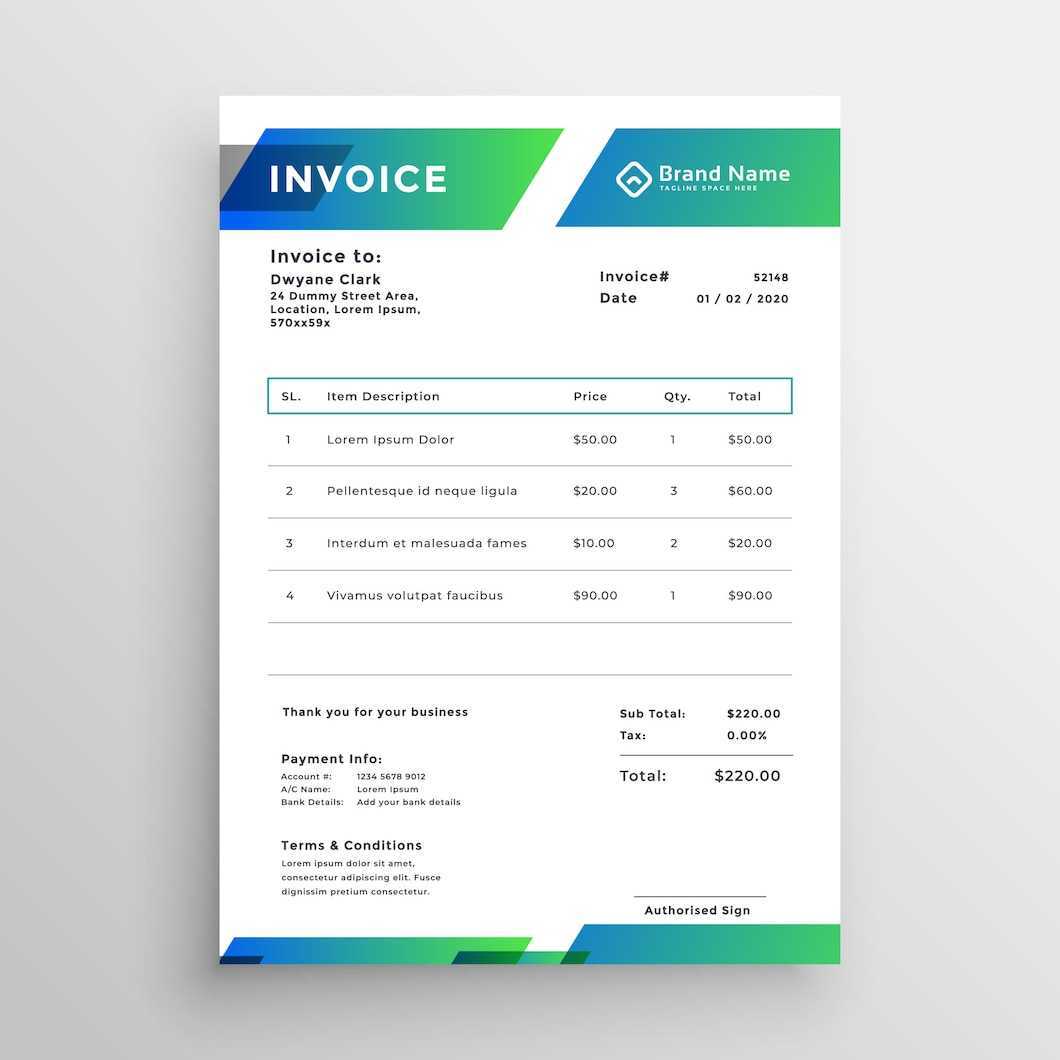 INVOICE
Brand Name
TAGLINE SPACE HERE
Invoice to:
Dwyane Clark
24 Dummy Street Area,
Location, Lorem Ipsum,
570xx59x
Invoice# 52148
Date 01 / 02 / 2020
SL. Item Description Price Qty. Total
1 Lorem Ipsum Dolor $50.00 1 $50.00
2 Pellentesque id neque ligula $20.00 3 $60.00
3 Interdum et malesuada fames $10.00 2 $20.00
4 Vivamus volutpat faucibus $90.00 1 $90.00
Thank you for your business
Sub Total: $220.00
Tax: 0.00%
Total: $220.00
Payment Info:
Account #: 1234 5678 9012
A/C Name: Lorem Ipsum
Bank Details: Add your bank details
Terms & Conditions
Lorem ipsum dolor sit amet,
consectetur adipiscing elit. Fusce
dignissim pretium consectetur.
Authorised Sign